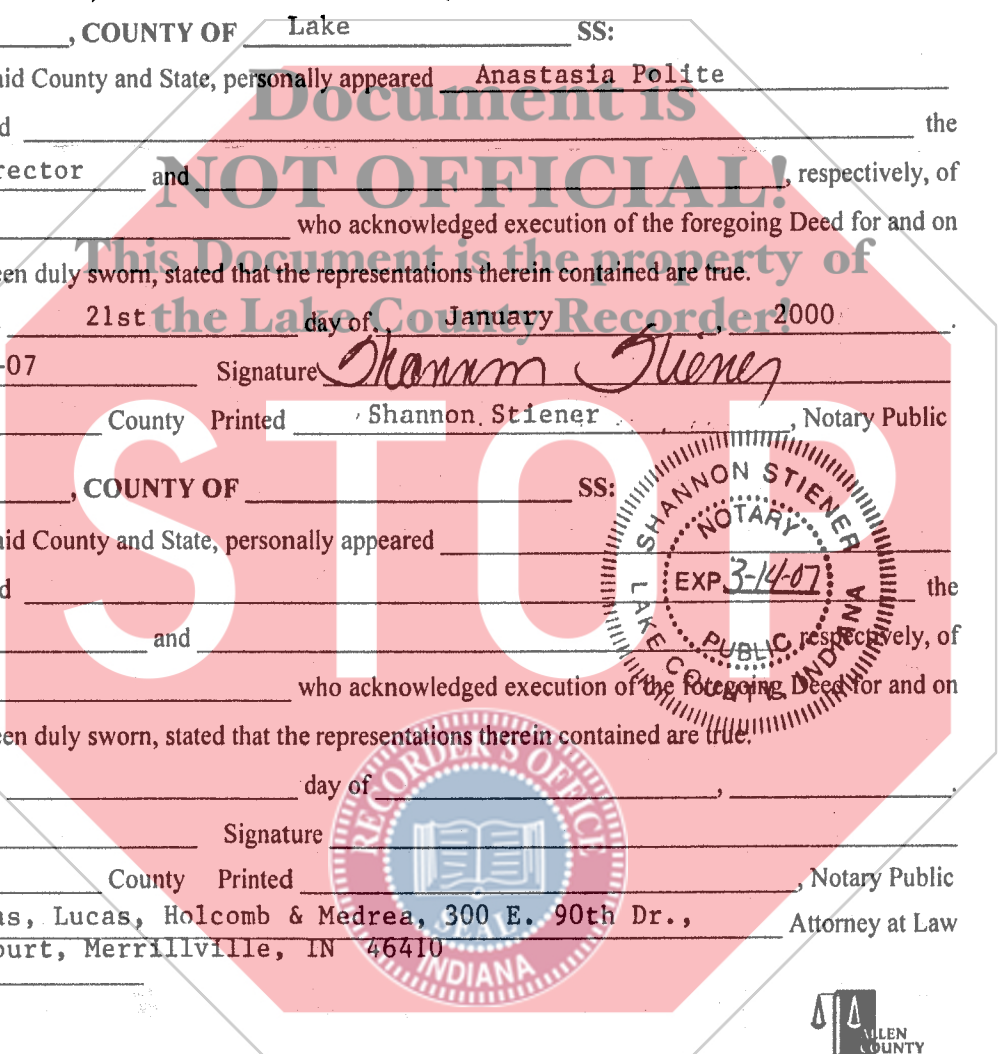 , COUNTY OF Lake SS:
aid County and State, personally appeared Anastasia Polite
d the
rector and , respectively, of
who acknowledged execution of the foregoing Deed for and on
een duly sworn, stated that the representations therein contained are true.
21st day of January , 2000 .
-07 Signature Shannon Stiener
County Printed Shannon Stiener , Notary Public
, COUNTY OF SS:
aid County and State, personally appeared
d the
and , respectively, of
who acknowledged execution of the foregoing Deed for and on
een duly sworn, stated that the representations therein contained are true.
day of , .
Signature
County Printed , Notary Public
as, Lucas, Holcomb & Medrea, 300 E. 90th Dr., Attorney at Law
ourt, Merrillville, IN 46410
Document is
NOT OFFICIAL!
This Document is the property of
the Lake County Recorder!
STOP
SHANNON STIENER
NOTARY
EXP. 3-14-07
PUBLIC
LAKE COUNTY, INDIANA
RECORDER'S OFFICE
SEAL
INDIANA
ALLEN
COUNTY